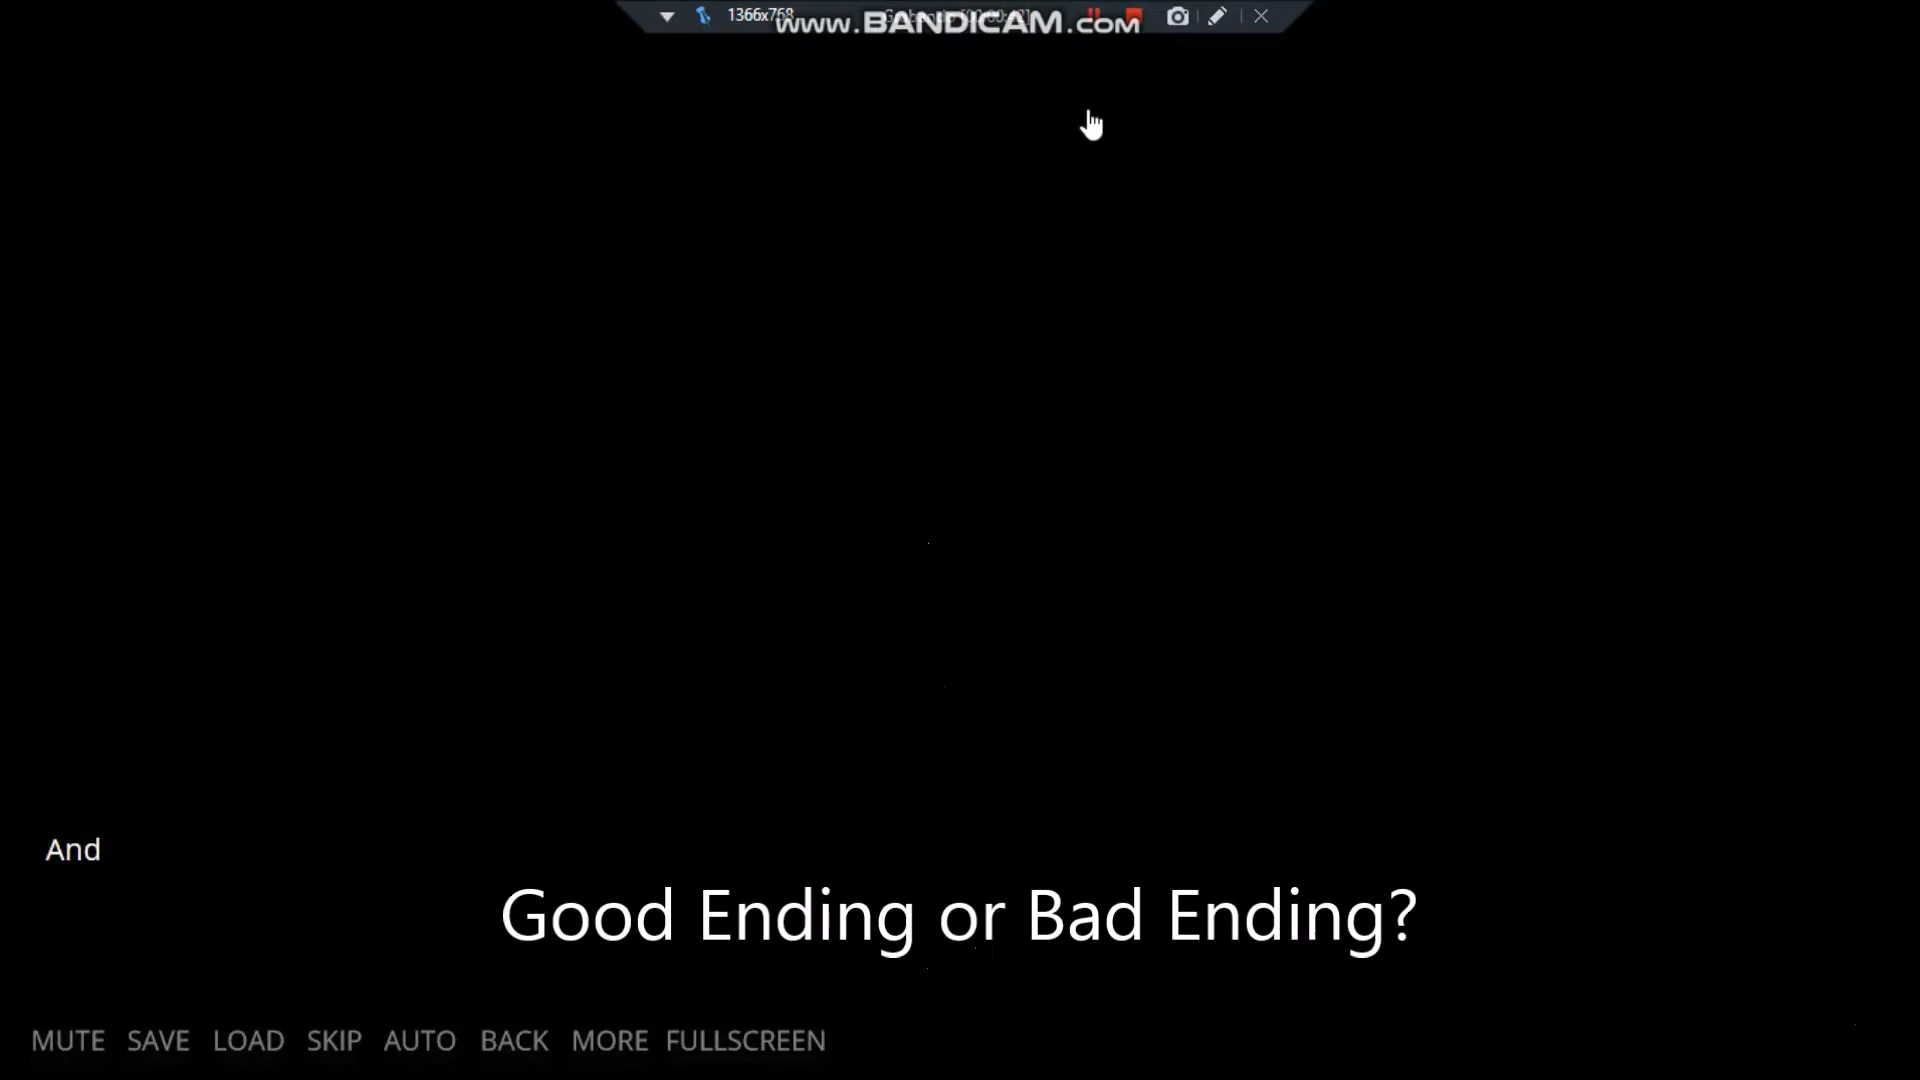 1366x768
www.BANDICAM.com
And
Good Ending or Bad Ending?
MUTE SAVE LOAD SKIP AUTO BACK MORE FULLSCREEN